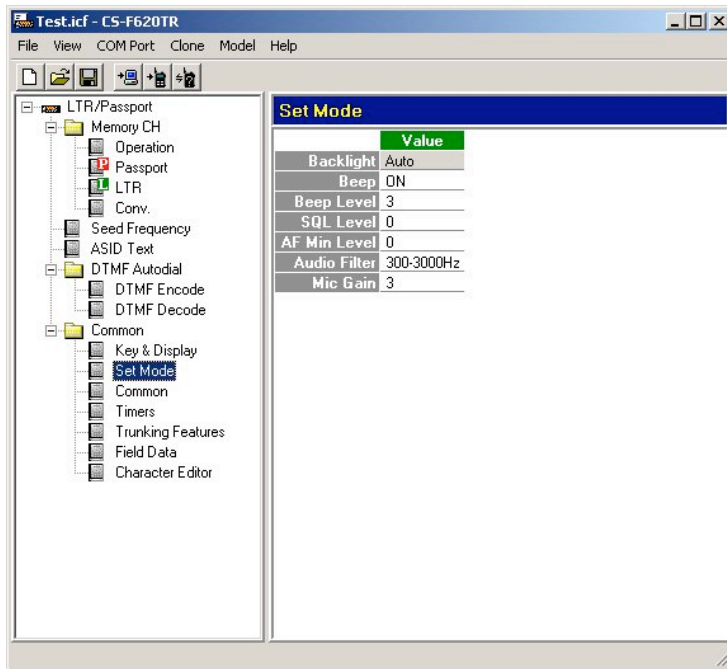 Test.icf - CS-F620TR
File View COM Port Clone Model Help
LTR/Passport
Memory CH
Operation
P Passport
L LTR
Conv.
Seed Frequency
ASID Text
DTMF Autodial
DTMF Encode
DTMF Decode
Common
Key & Display
Set Mode
Common
Timers
Trunking Features
Field Data
Character Editor
Set Mode
Value
Backlight Auto
Beep ON
Beep Level 3
SQL Level 0
AF Min Level 0
Audio Filter 300-3000Hz
Mic Gain 3